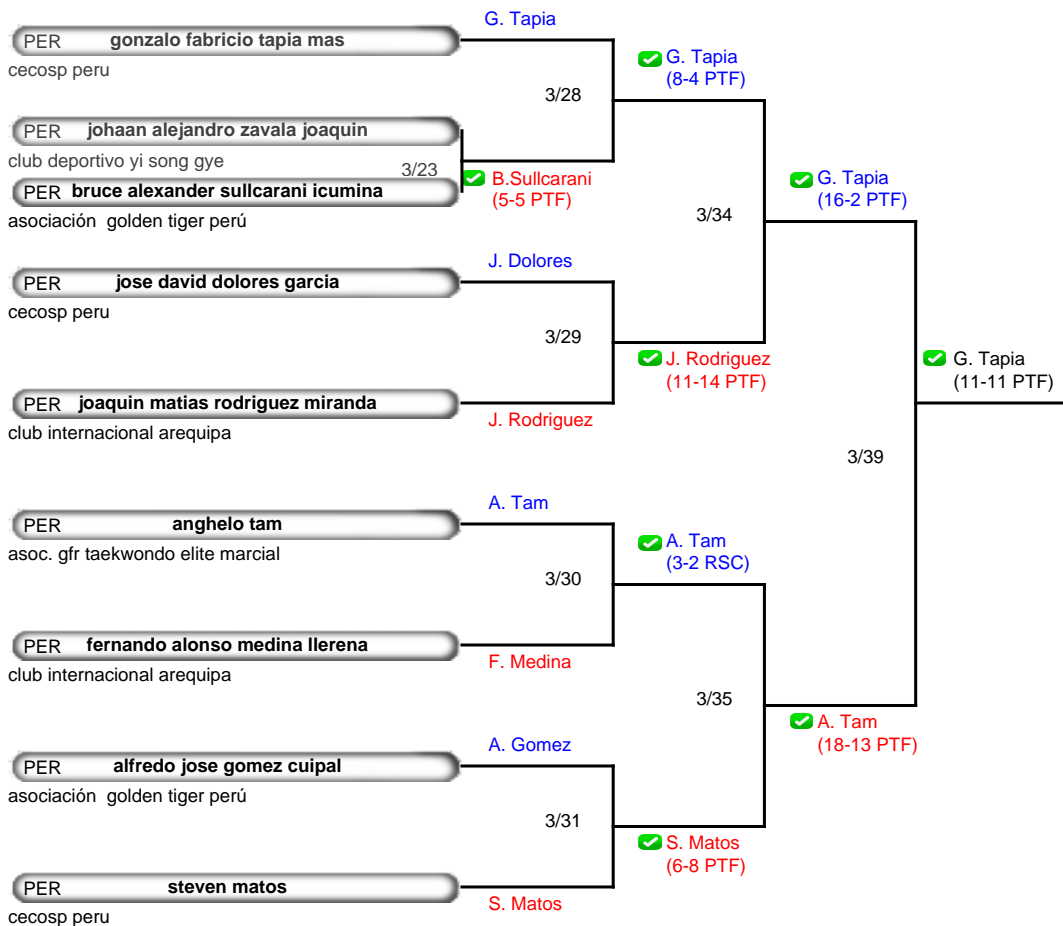 G. Tapia
PER gonzalo fabricio tapia mas
cecosp peru
G. Tapia
(8-4 PTF)
3/28
PER johaan alejandro zavala joaquin
club deportivo yi song gye
3/23
B.Sullcarani
(5-5 PTF)
PER bruce alexander sullcarani icumina
asociación golden tiger perú
G. Tapia
(16-2 PTF)
3/34
J. Dolores
PER jose david dolores garcia
cecosp peru
3/29
J. Rodriguez
(11-14 PTF)
G. Tapia
(11-11 PTF)
PER joaquin matias rodriguez miranda
club internacional arequipa
J. Rodriguez
3/39
A. Tam
PER anghelo tam
asoc. gfr taekwondo elite marcial
A. Tam
(3-2 RSC)
3/30
PER fernando alonso medina llerena
club internacional arequipa
F. Medina
3/35
A. Tam
(18-13 PTF)
A. Gomez
PER alfredo jose gomez cuipal
asociación golden tiger perú
3/31
S. Matos
(6-8 PTF)
PER steven matos
cecosp peru
S. Matos